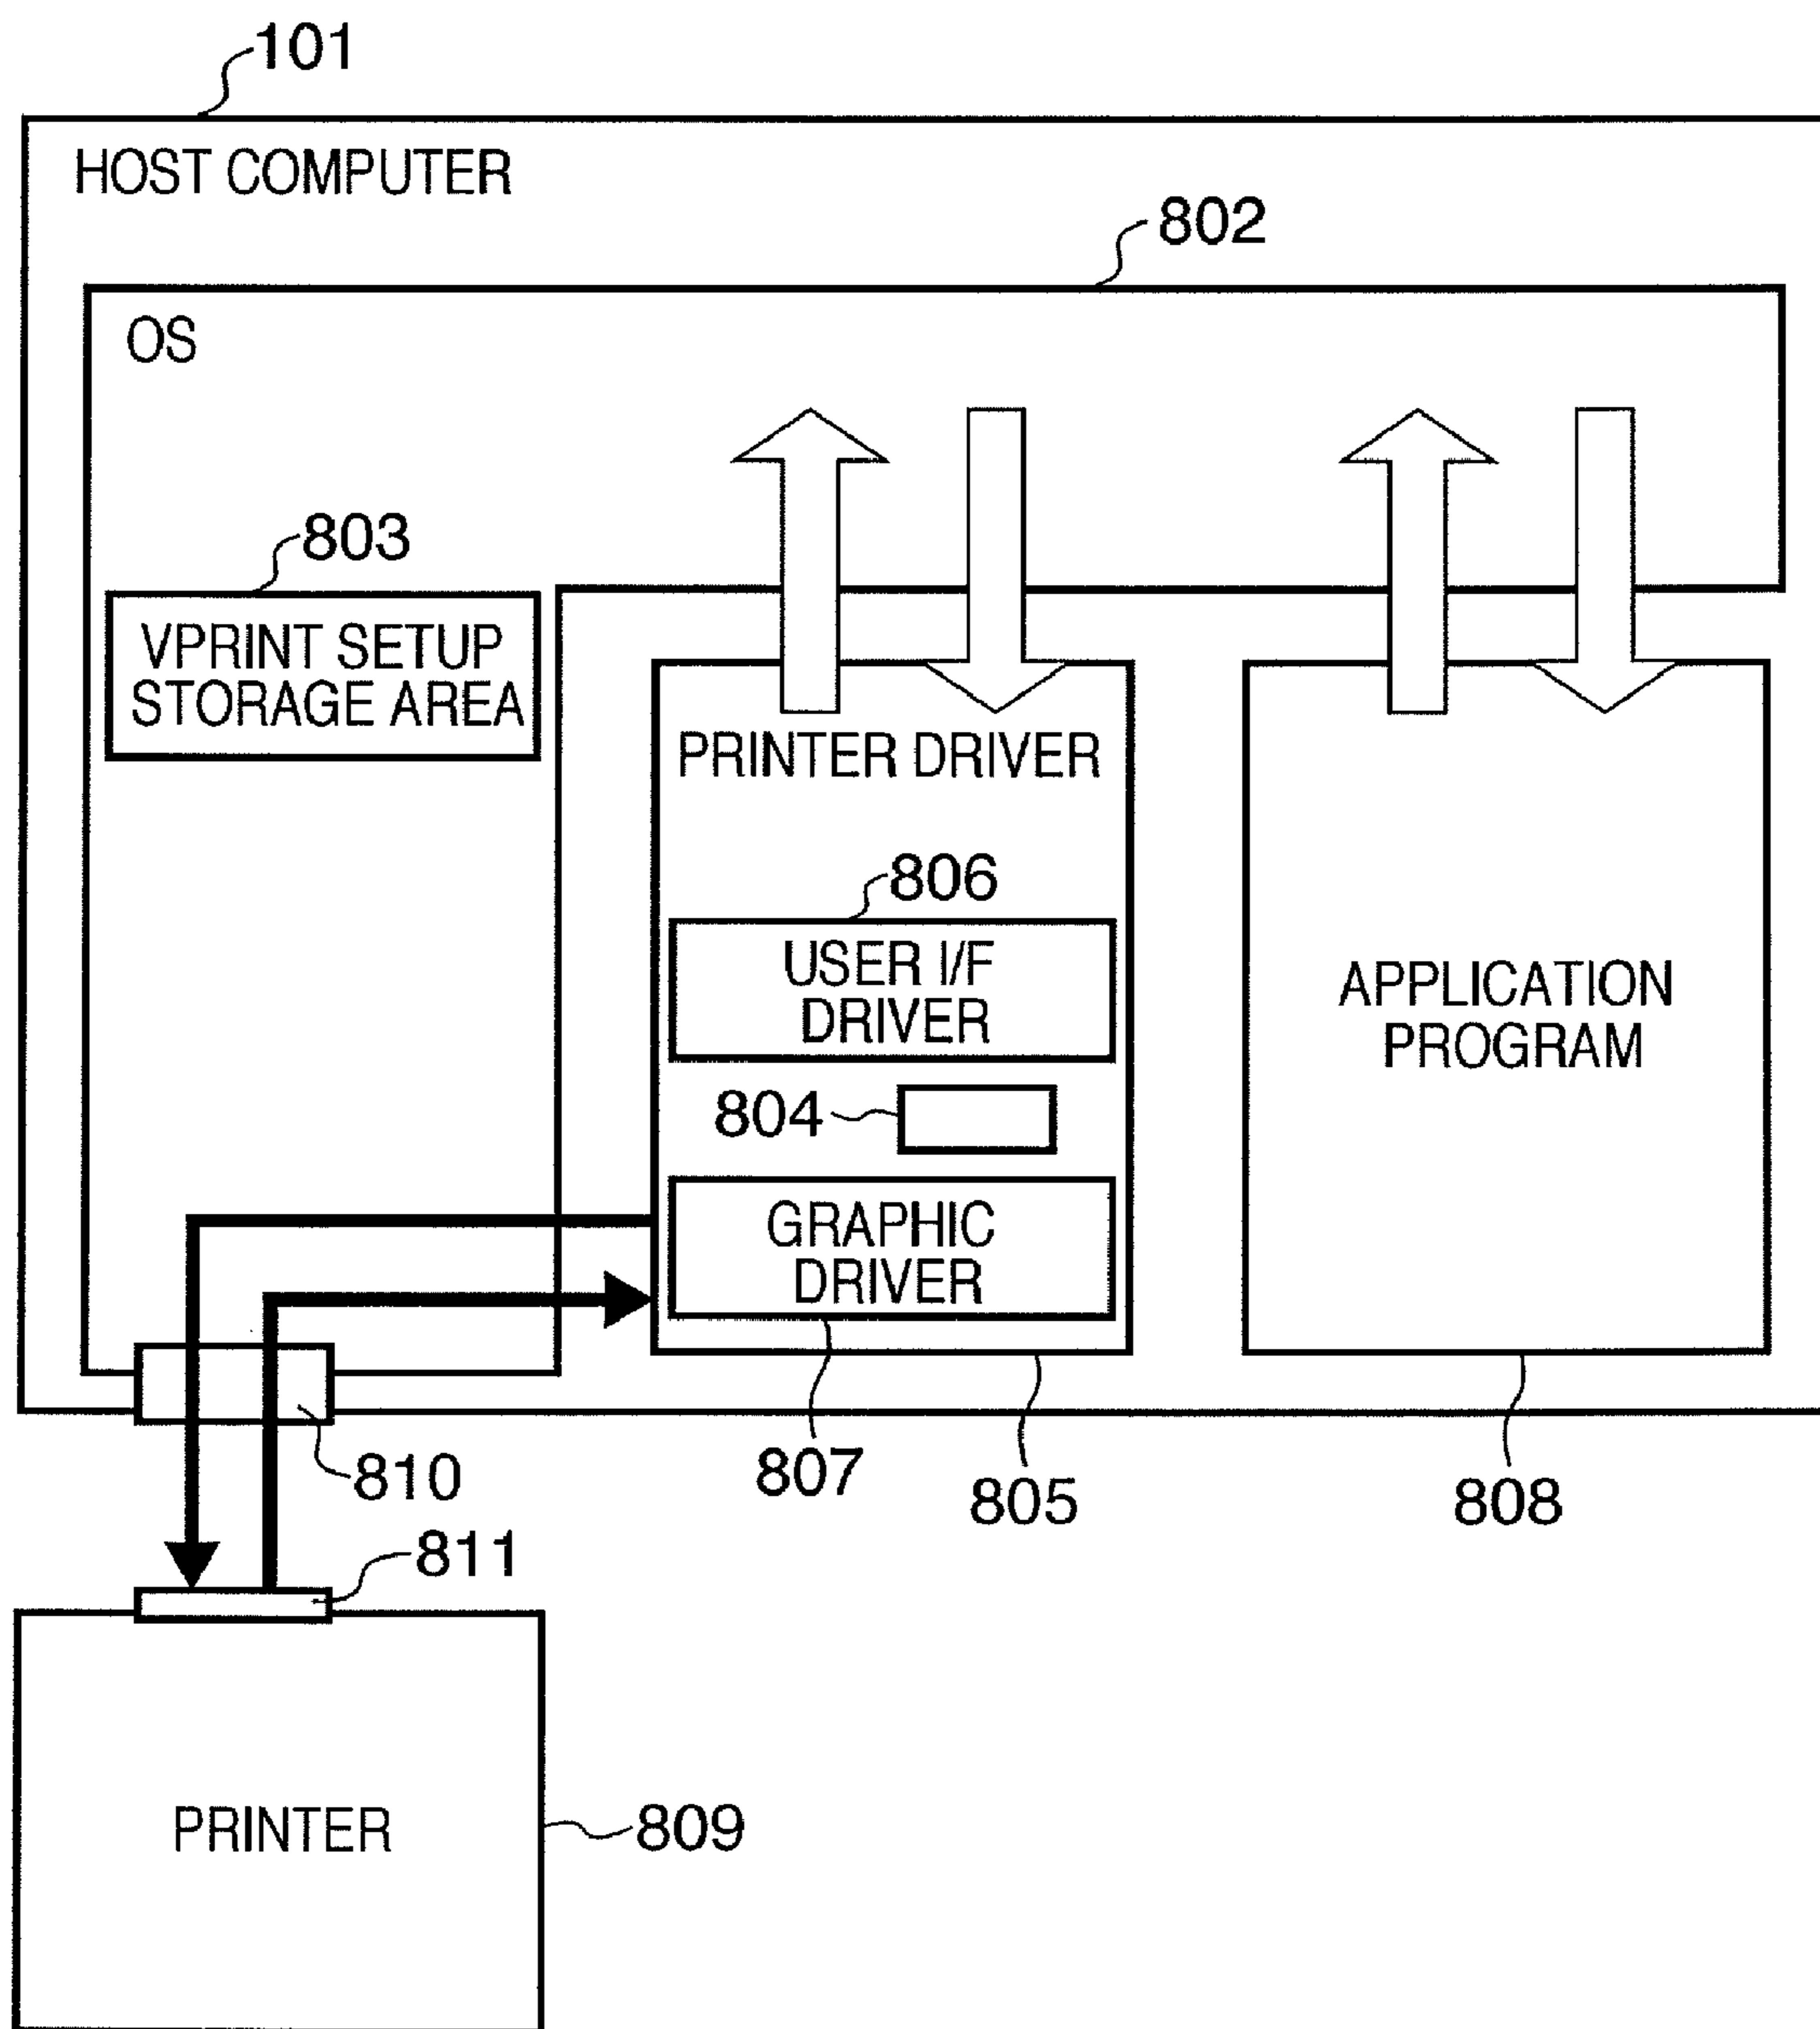 101
HOST COMPUTER
802
OS
803
VPRINT SETUP
STORAGE AREA
PRINTER DRIVER
806
USER I/F
DRIVER
APPLICATION
PROGRAM
804
GRAPHIC
DRIVER
810
807
805
808
811
PRINTER
809